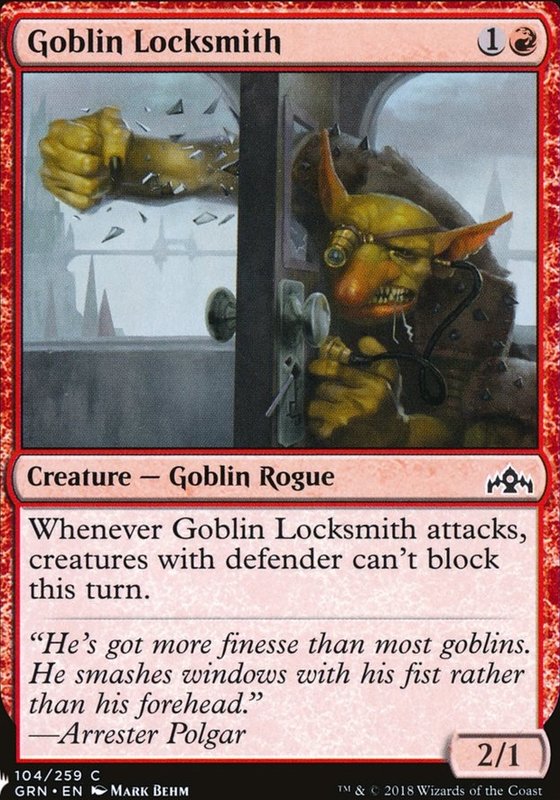 Goblin Locksmith 1
Creature — Goblin Rogue
Whenever Goblin Locksmith attacks,
creatures with defender can't block
this turn.
“He's got more finesse than most goblins.
He smashes windows with his fist rather
than his forehead.”
—Arrester Polgar
2/1
104/259 C
GRN • EN Mark Behm ™ & © 2018 Wizards of the Coast